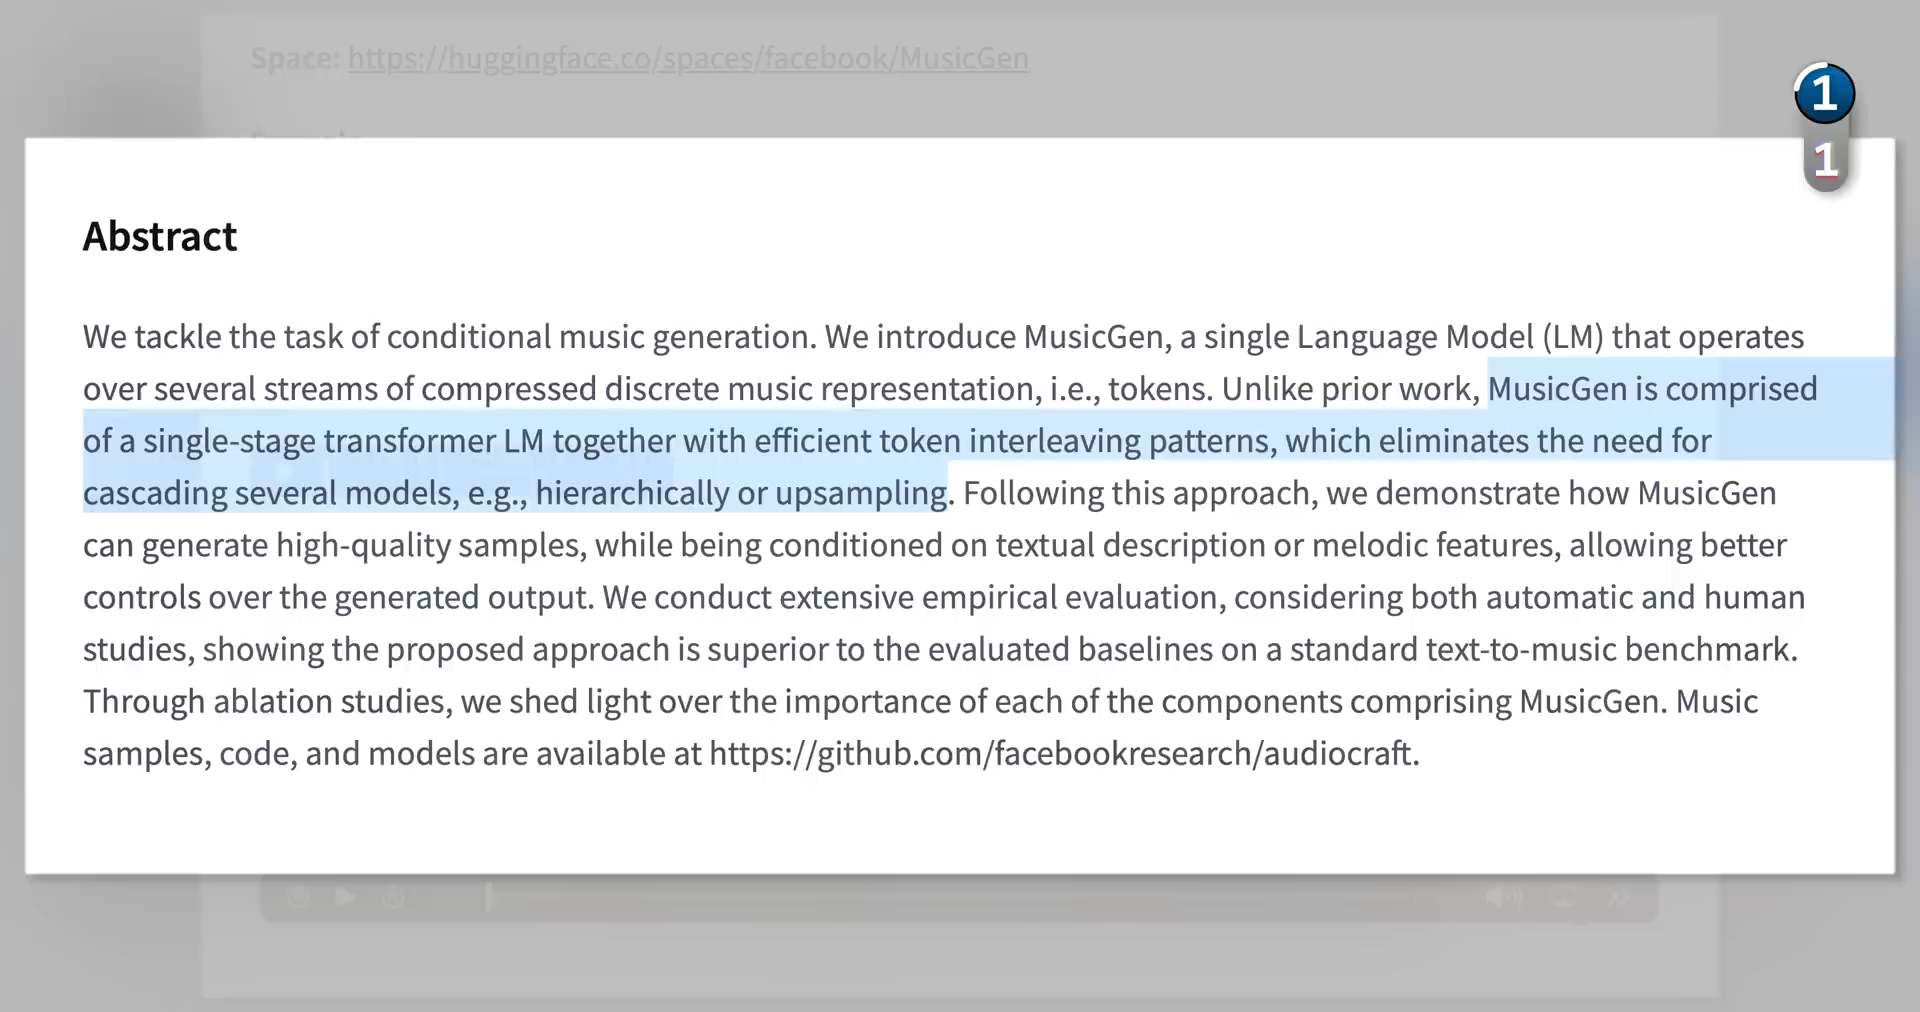 Space: https://huggingface.co/spaces/facebook/MusicGen
1
1
Abstract
We tackle the task of conditional music generation. We introduce MusicGen, a single Language Model (LM) that operates
over several streams of compressed discrete music representation, i.e., tokens. Unlike prior work, MusicGen is comprised
of a single-stage transformer LM together with efficient token interleaving patterns, which eliminates the need for
cascading several models, e.g., hierarchically or upsampling. Following this approach, we demonstrate how MusicGen
can generate high-quality samples, while being conditioned on textual description or melodic features, allowing better
controls over the generated output. We conduct extensive empirical evaluation, considering both automatic and human
studies, showing the proposed approach is superior to the evaluated baselines on a standard text-to-music benchmark.
Through ablation studies, we shed light over the importance of each of the components comprising MusicGen. Music
samples, code, and models are available at https://github.com/facebookresearch/audiocraft.